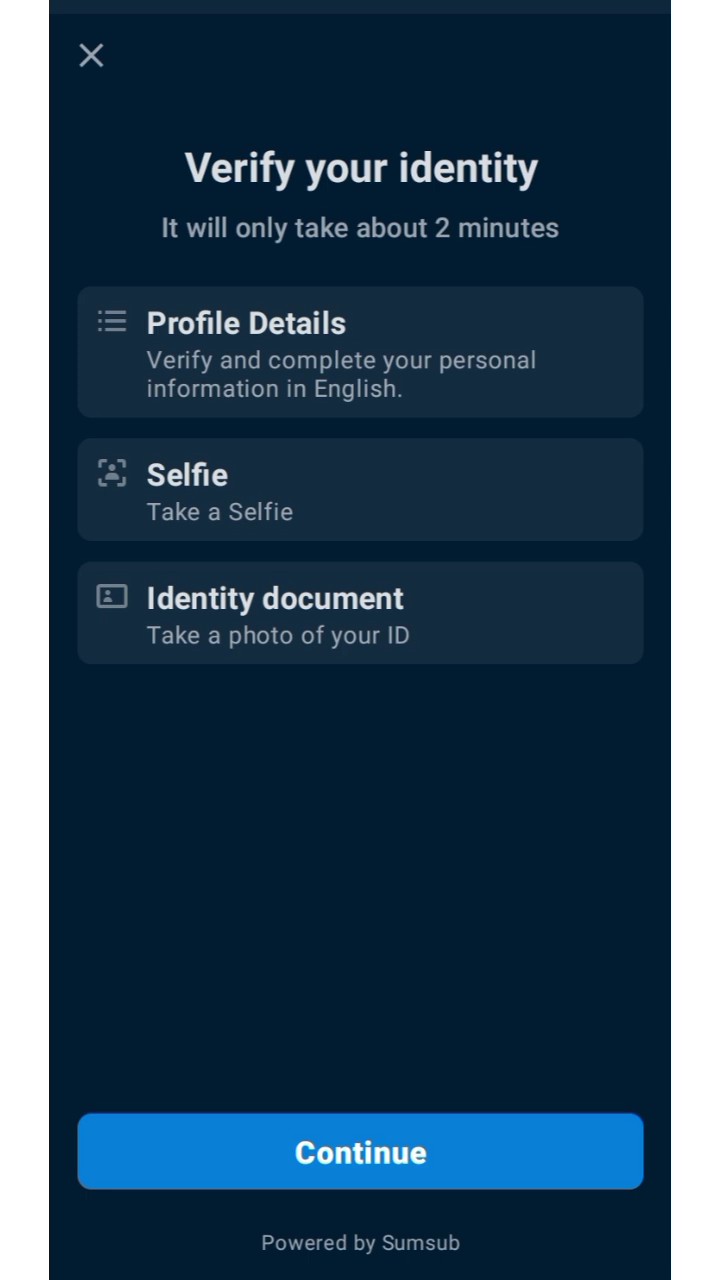 Verify your identity
It will only take about 2 minutes
Profile Details
Verify and complete your personal
information in English.
Selfie
Take a Selfie
Identity document
Take a photo of your ID
Continue
Powered by Sumsub